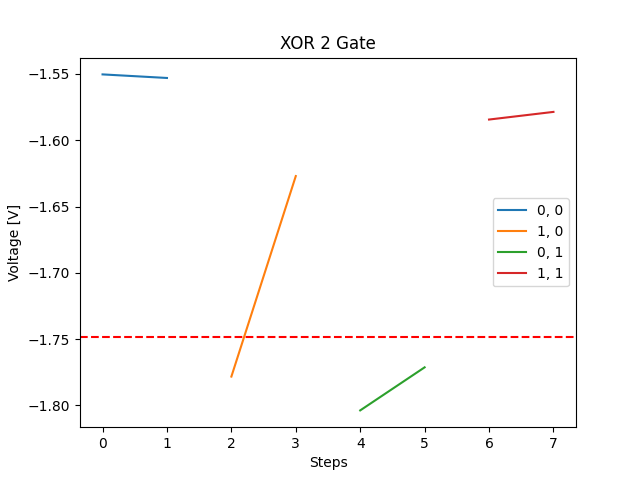 XOR 2 Gate
Voltage [V]
−1.55
−1.60
−1.65
−1.70
−1.75
−1.80
0, 0
1, 0
0, 1
1, 1
0 1 2 3 4 5 6 7
Steps